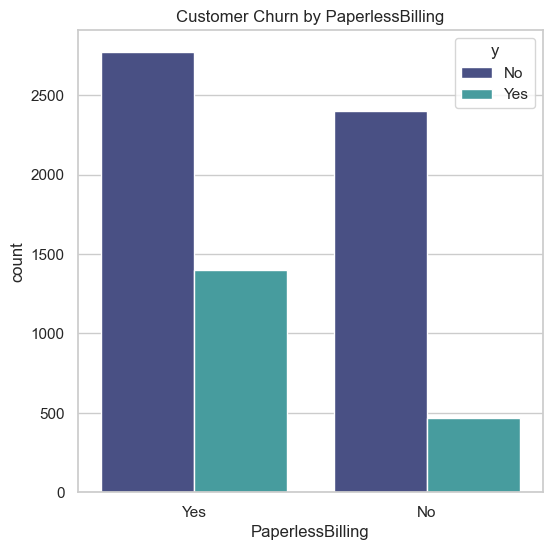 Customer Churn by PaperlessBilling
y
No
Yes
count
2500
2000
1500
1000
500
0
Yes
No
PaperlessBilling